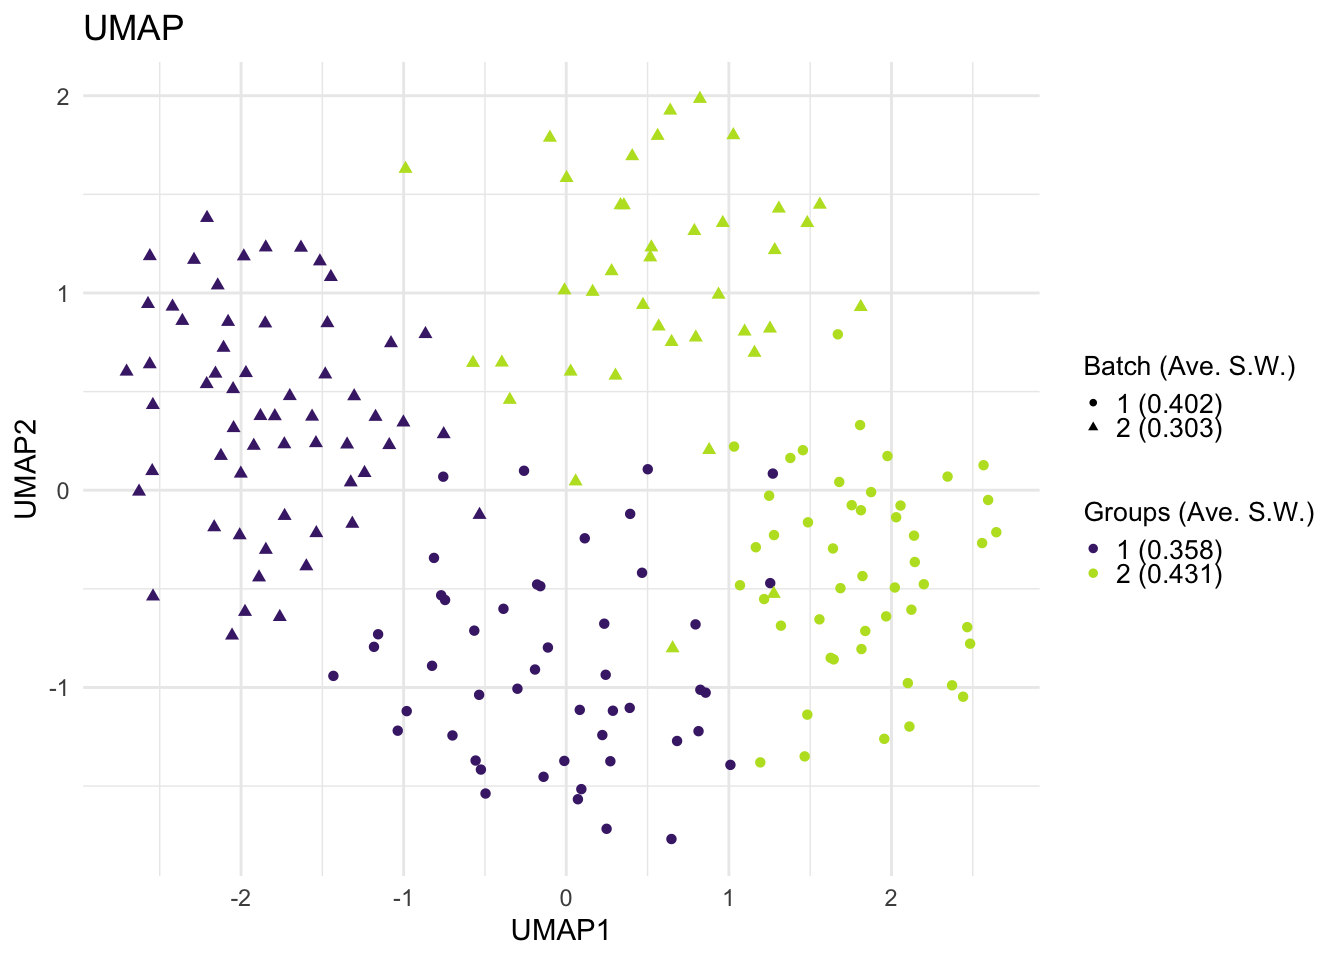 UMAP
2
1
0
-1
UMAP2
-2
-1
0
1
2
UMAP1
Batch (Ave. S.W.)
1 (0.402)
2 (0.303)
Groups (Ave. S.W.)
1 (0.358)
2 (0.431)